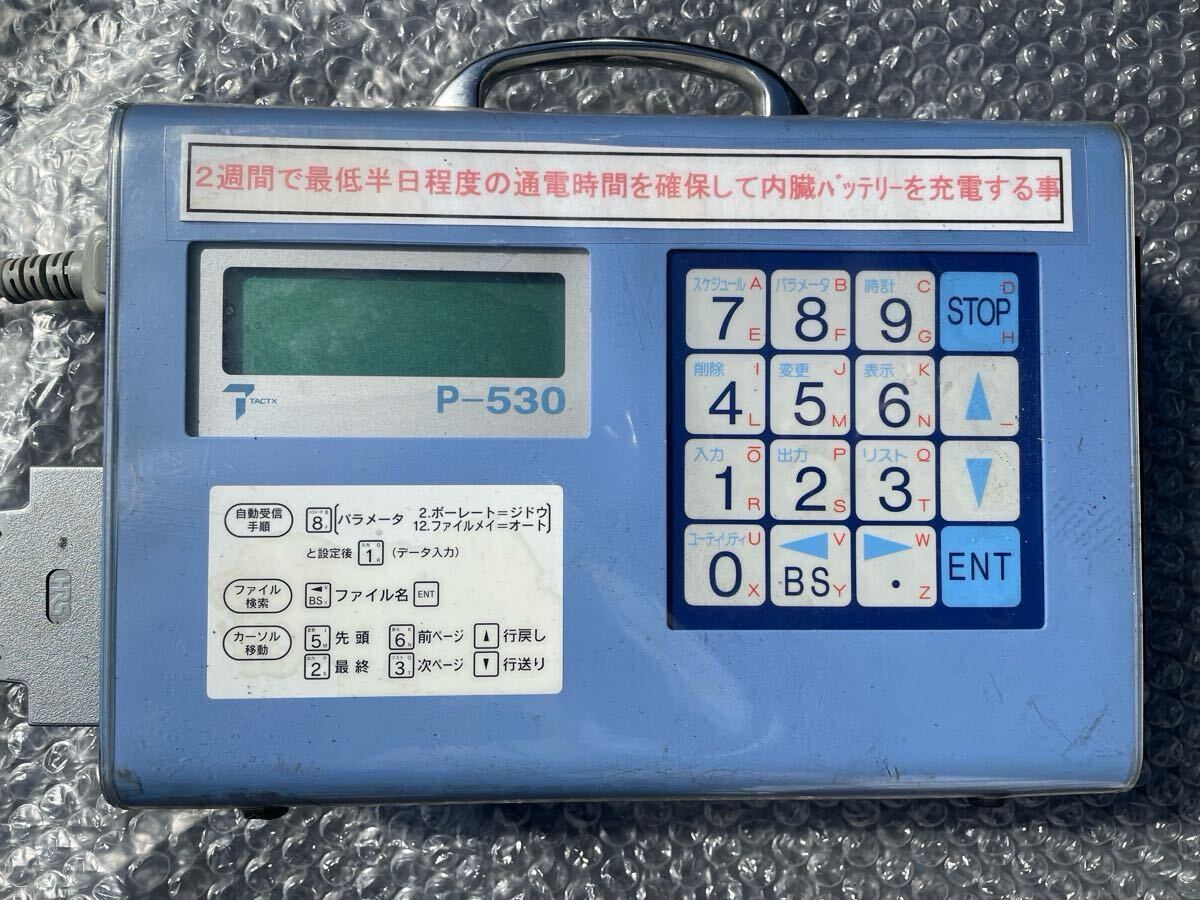 2週間で最低半日程度の通電時間を確保して内臓バッテリーを充電する事
TACTX
P-530
スケジュール A 7 E
パラメータ B 8 F
時計 C 9 G
D STOP H
削除 I 4 L
変更 J 5 M
表示 K 6 N
▲ _
入力 O 1 R
出力 P 2 S
リスト Q 3 T
▼
ユーティリティ U 0 X
◀ V BS Y
▶ W . Z
ENT
自動受信手順 8 パラメータ 2.ボーレート=ジドウ
12.ファイルメイ=オート
と設定後 1 (データ入力)
ファイル検索 BS ファイル名 ENT
カーソル移動 5 先頭 6 前ページ ▲ 行戻し
2 最終 3 次ページ ▼ 行送り
HRS